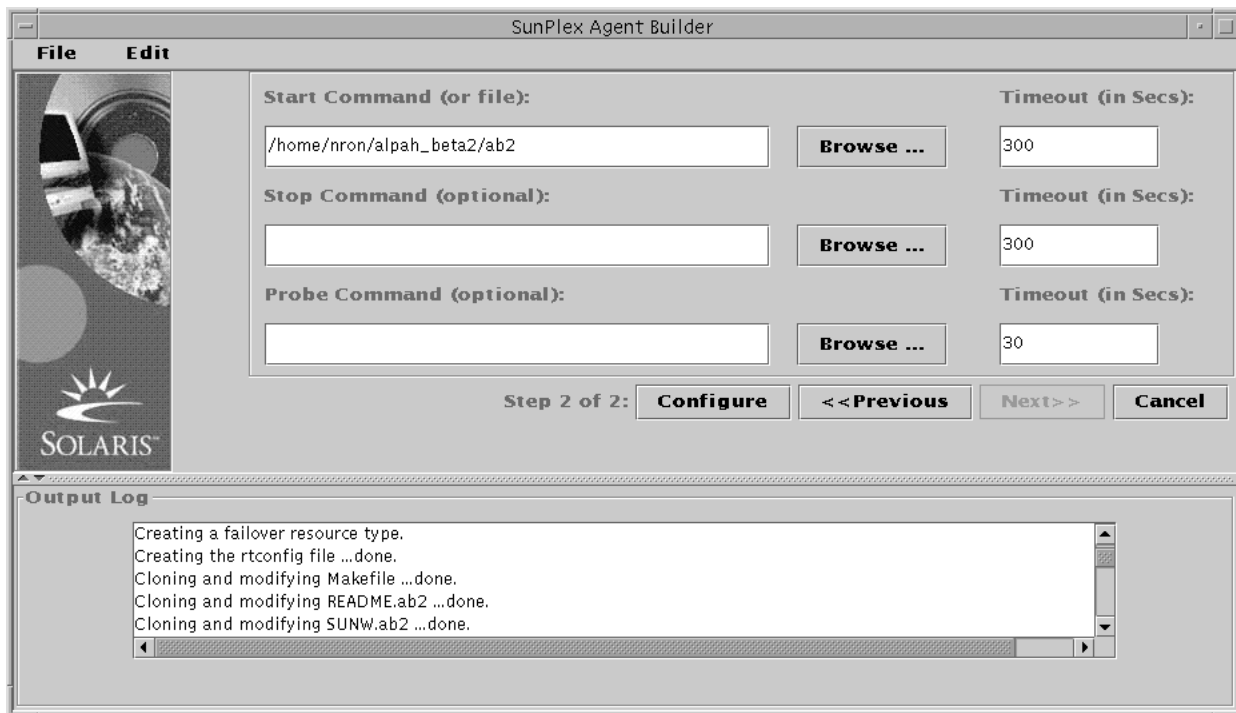 SunPlex Agent Builder
File Edit
Start Command (or file): Timeout (in Secs):
/home/nron/alpah_beta2/ab2 Browse ... 300
Stop Command (optional): Timeout (in Secs):
Browse ... 300
Probe Command (optional): Timeout (in Secs):
Browse ... 30
Step 2 of 2: Configure <<Previous Next>> Cancel
SOLARIS™
Output Log
Creating a failover resource type.
Creating the rtconfig file ...done.
Cloning and modifying Makefile ...done.
Cloning and modifying README.ab2 ...done.
Cloning and modifying SUNW.ab2 ...done.